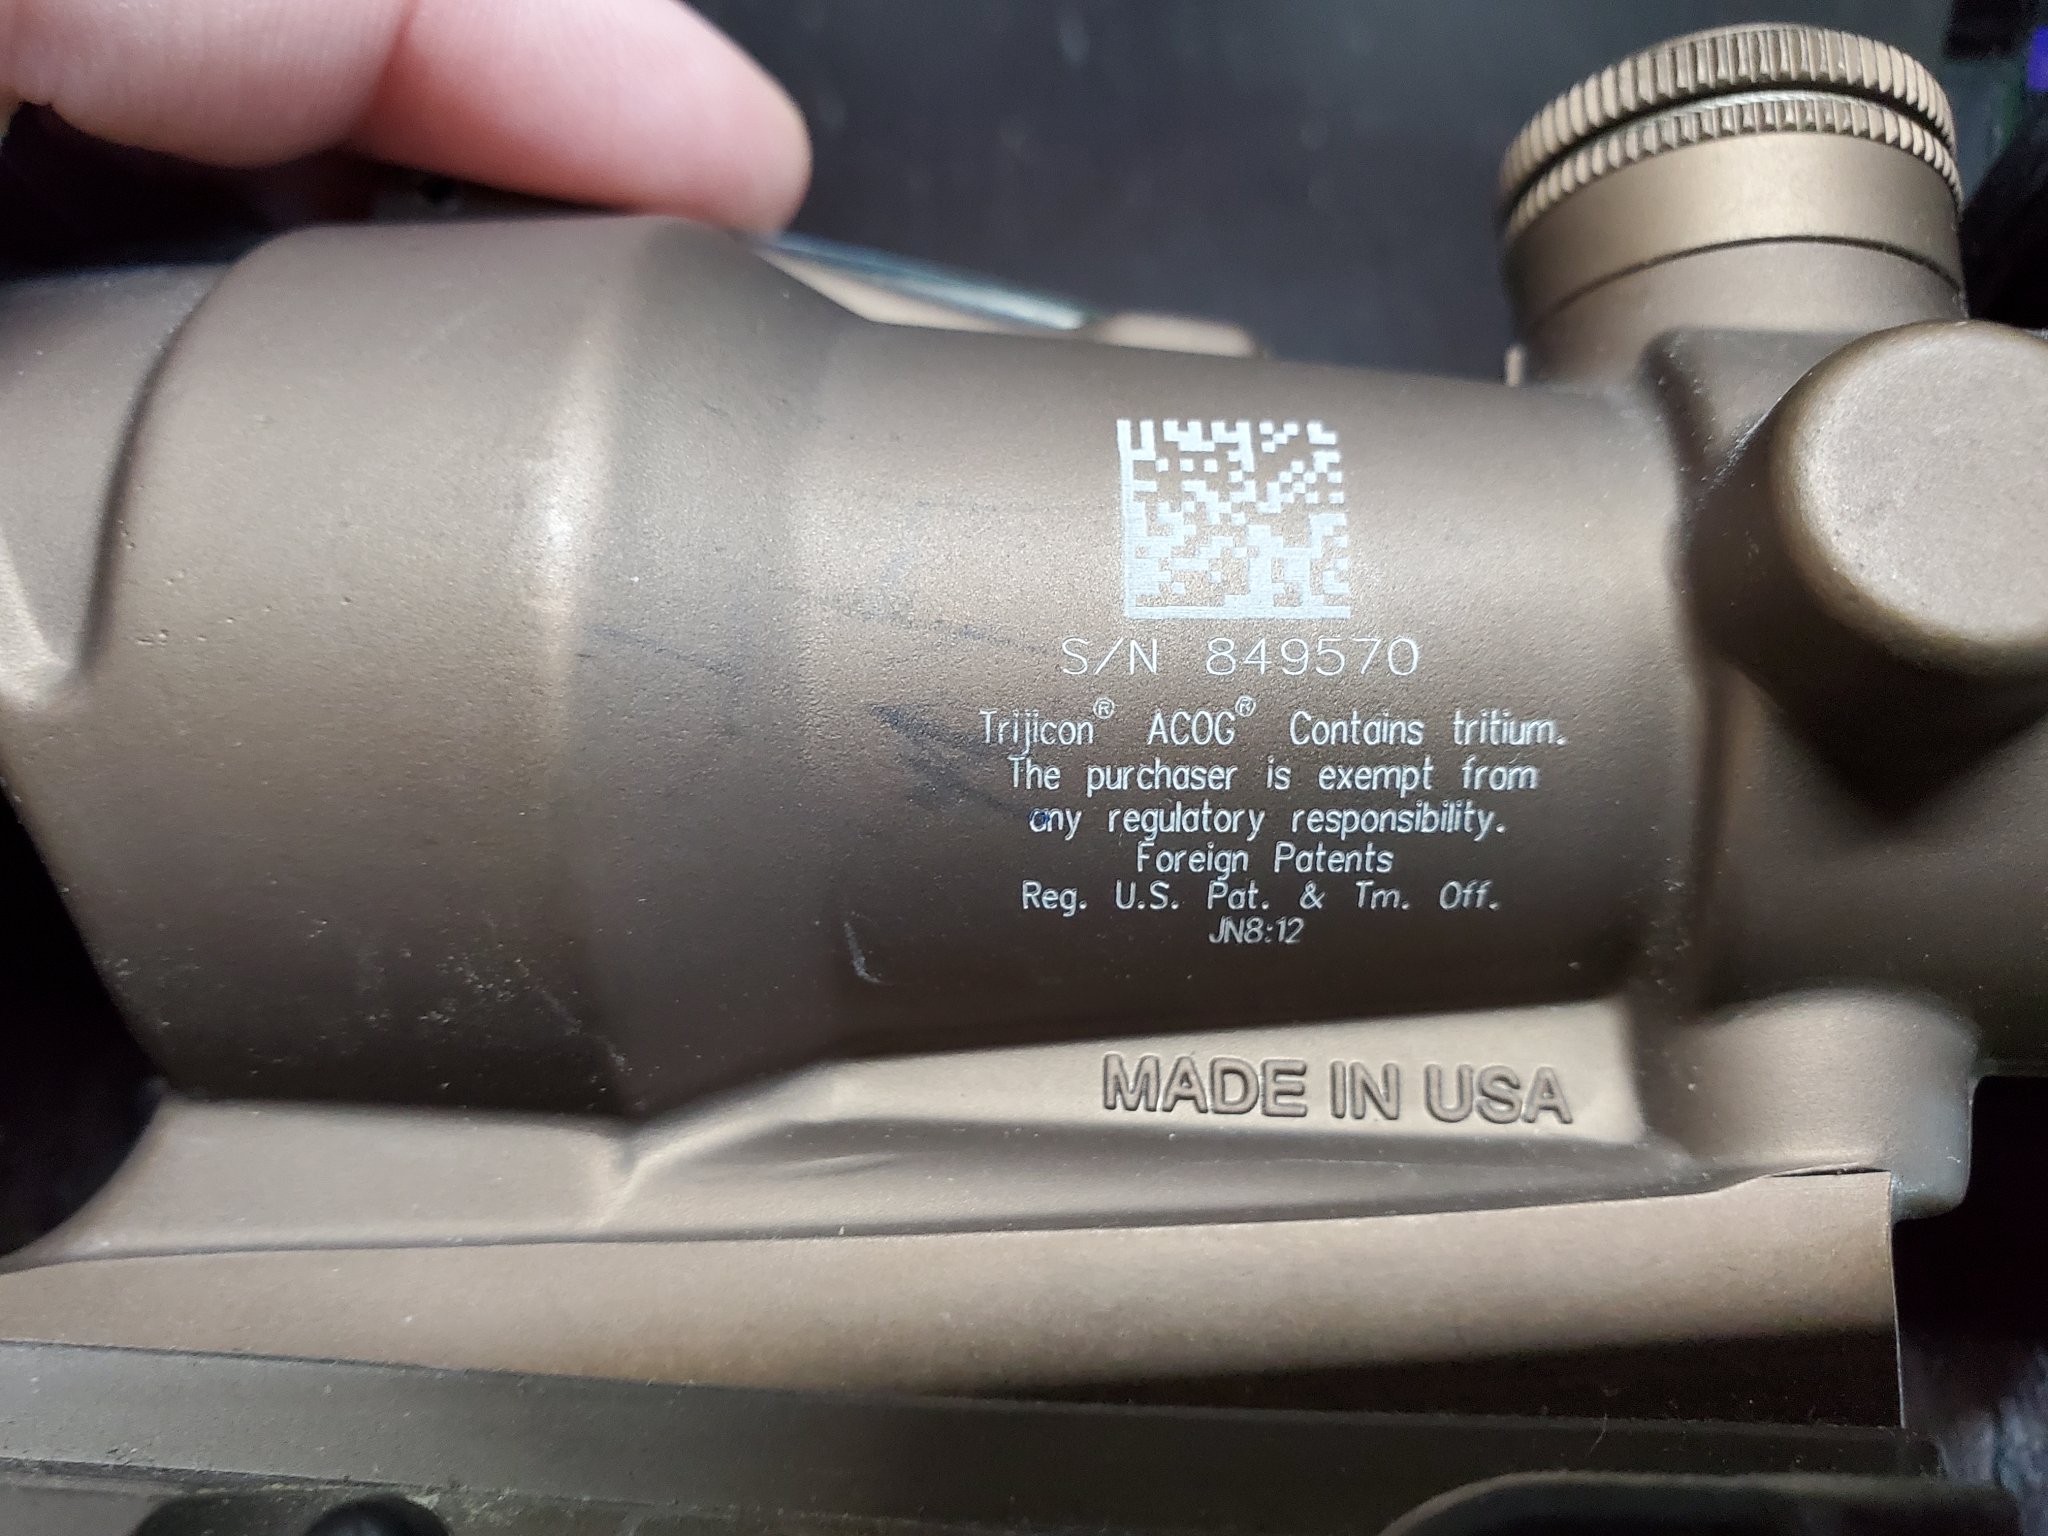 S/N 849570
Trijicon® ACOG® Contains tritium.
The purchaser is exempt from
any regulatory responsibility.
Foreign Patents
Reg. U.S. Pat. & Tm. Off.
JN8:12
MADE IN USA